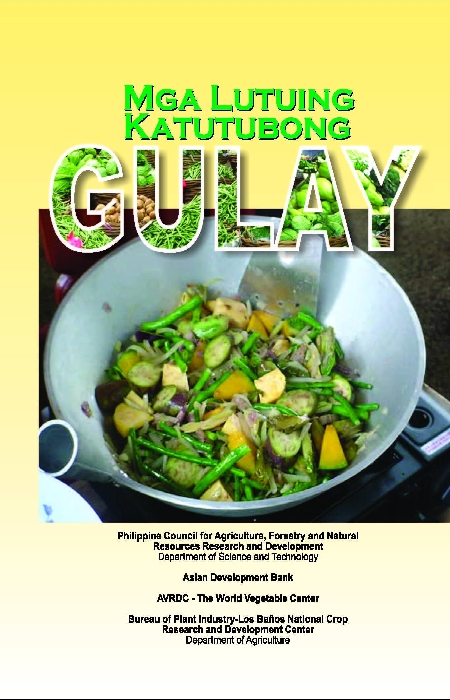 MGA LUTUING
KATUTUBONG
GULAY
Philippine Council for Agriculture, Forestry and Natural
Resources Research and Development
Department of Science and Technology
Asian Development Bank
AVRDC - The World Vegetable Center
Bureau of Plant Industry-Los Baños National Crop
Research and Development Center
Department of Agriculture